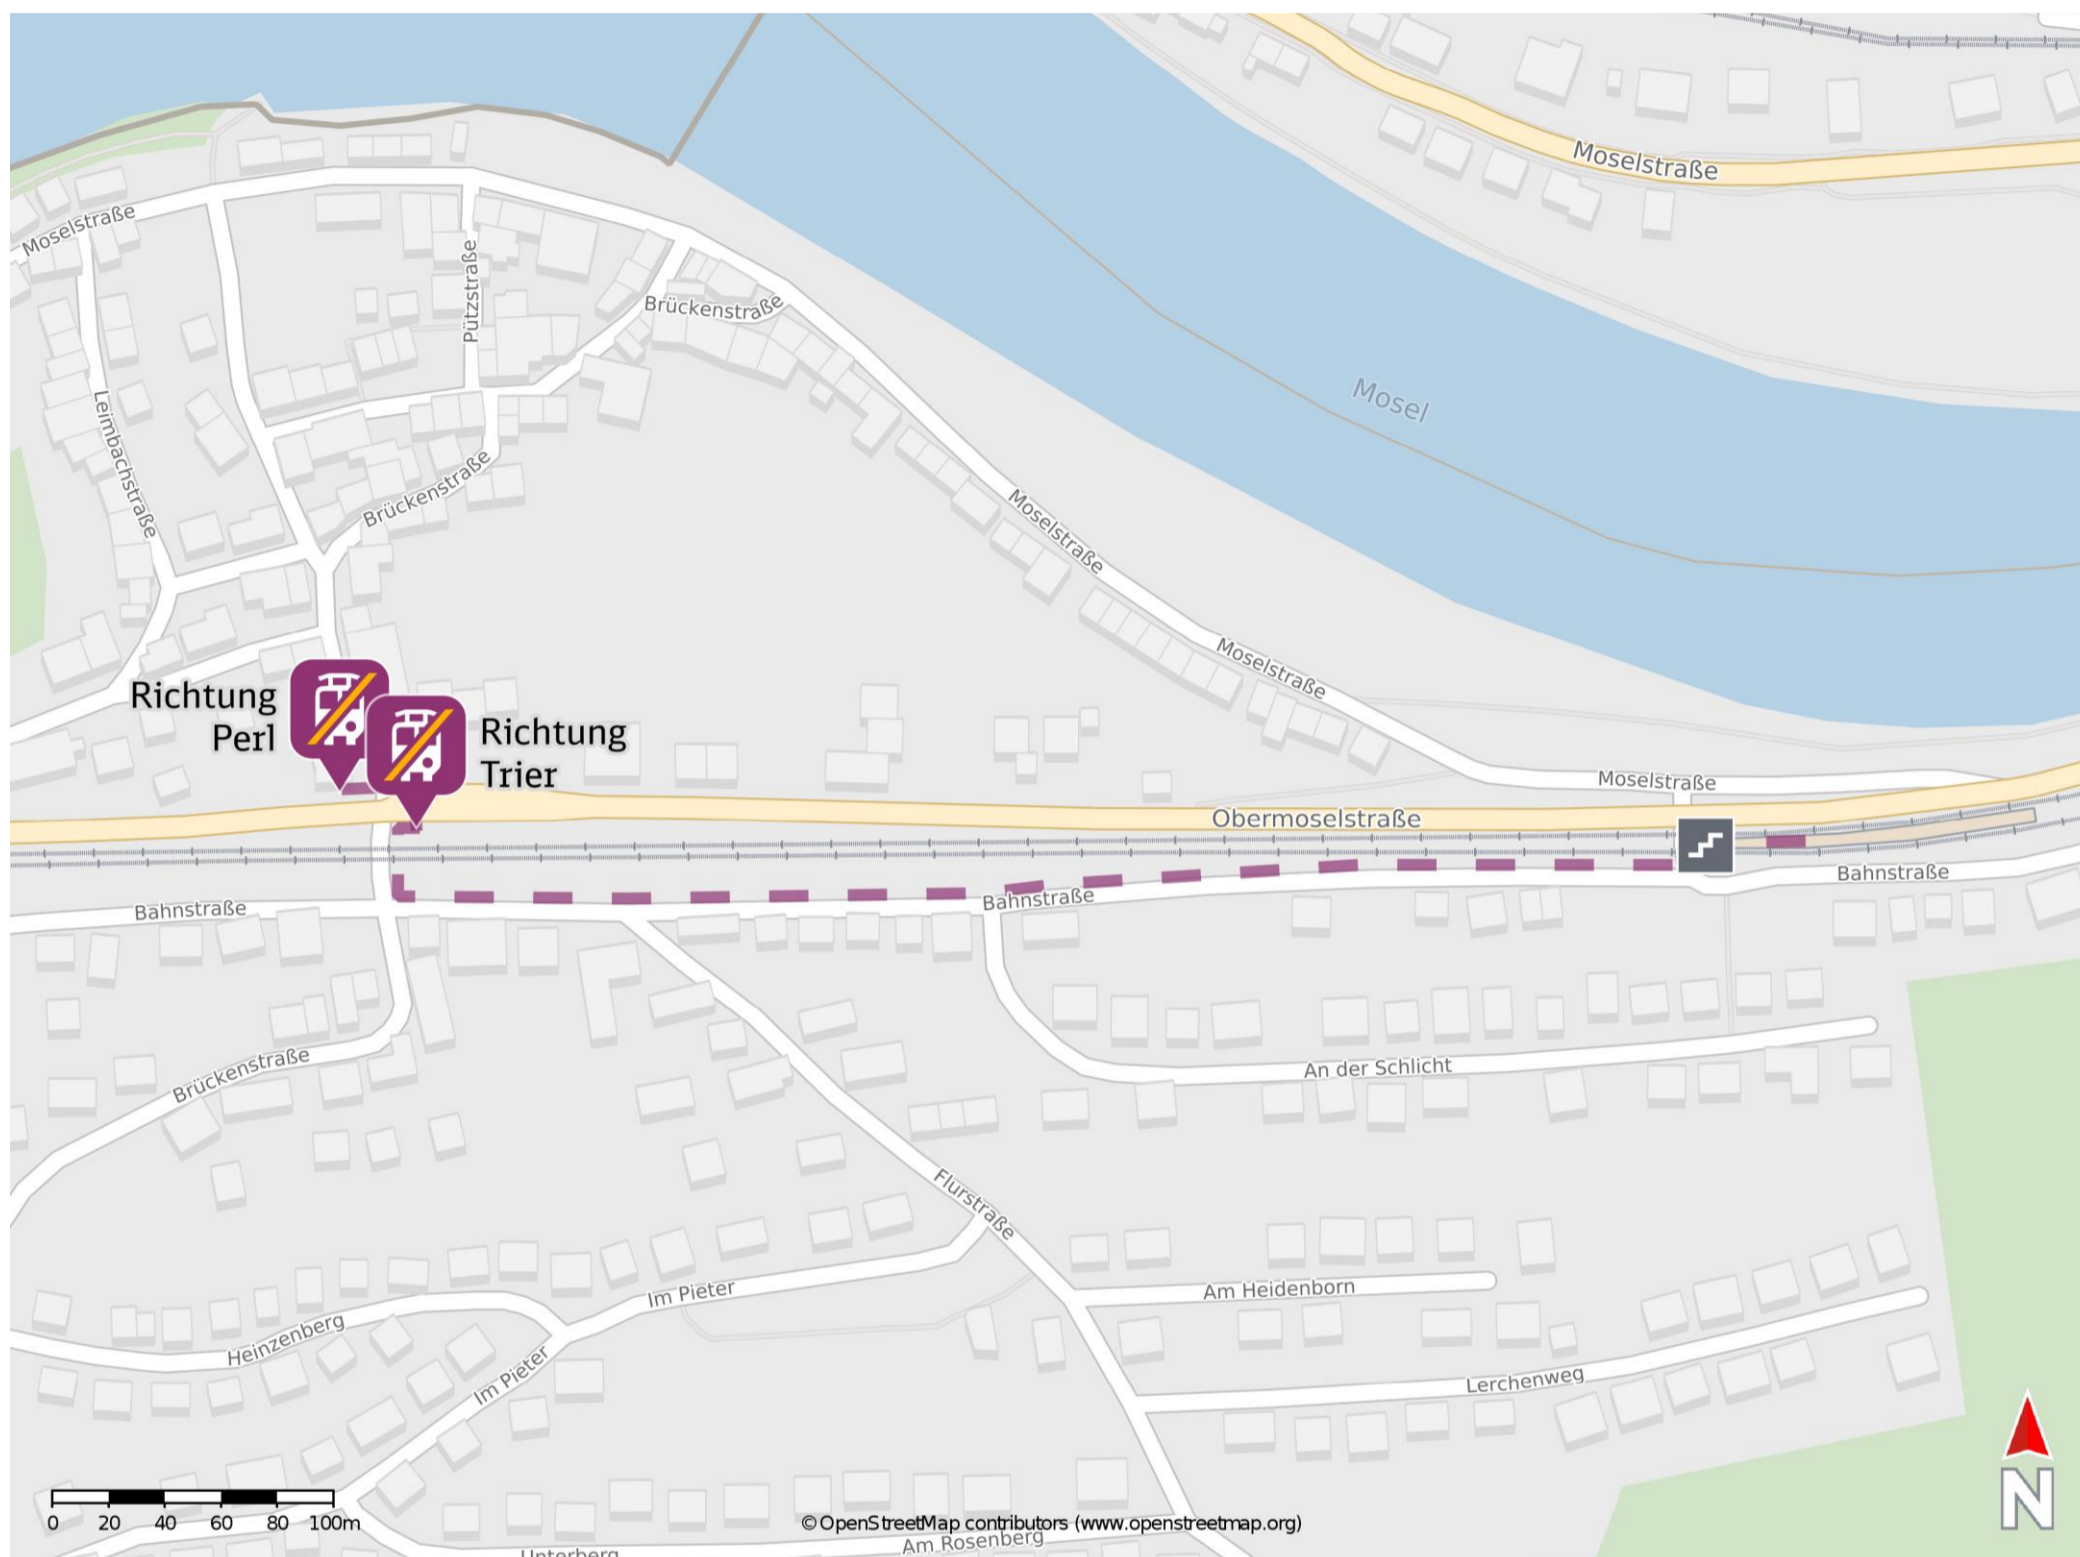 Moselstraße
Moselstraße
Pützstraße
Brückenstraße
Mosel
Leimbachstraße
Brückenstraße
Moselstraße
Moselstraße
Richtung
Perl
Richtung
Trier
Moselstraße
Obermoselstraße
Bahnstraße
Bahnstraße
Bahnstraße
An der Schlicht
Brückenstraße
Flurstraße
Im Pieter
Am Heidenborn
Heinzenberg
Im Pieter
Lerchenweg
N
0 20 40 60 80 100m
© OpenStreetMap contributors (www.openstreetmap.org)
Am Rosenberg
Unterberg